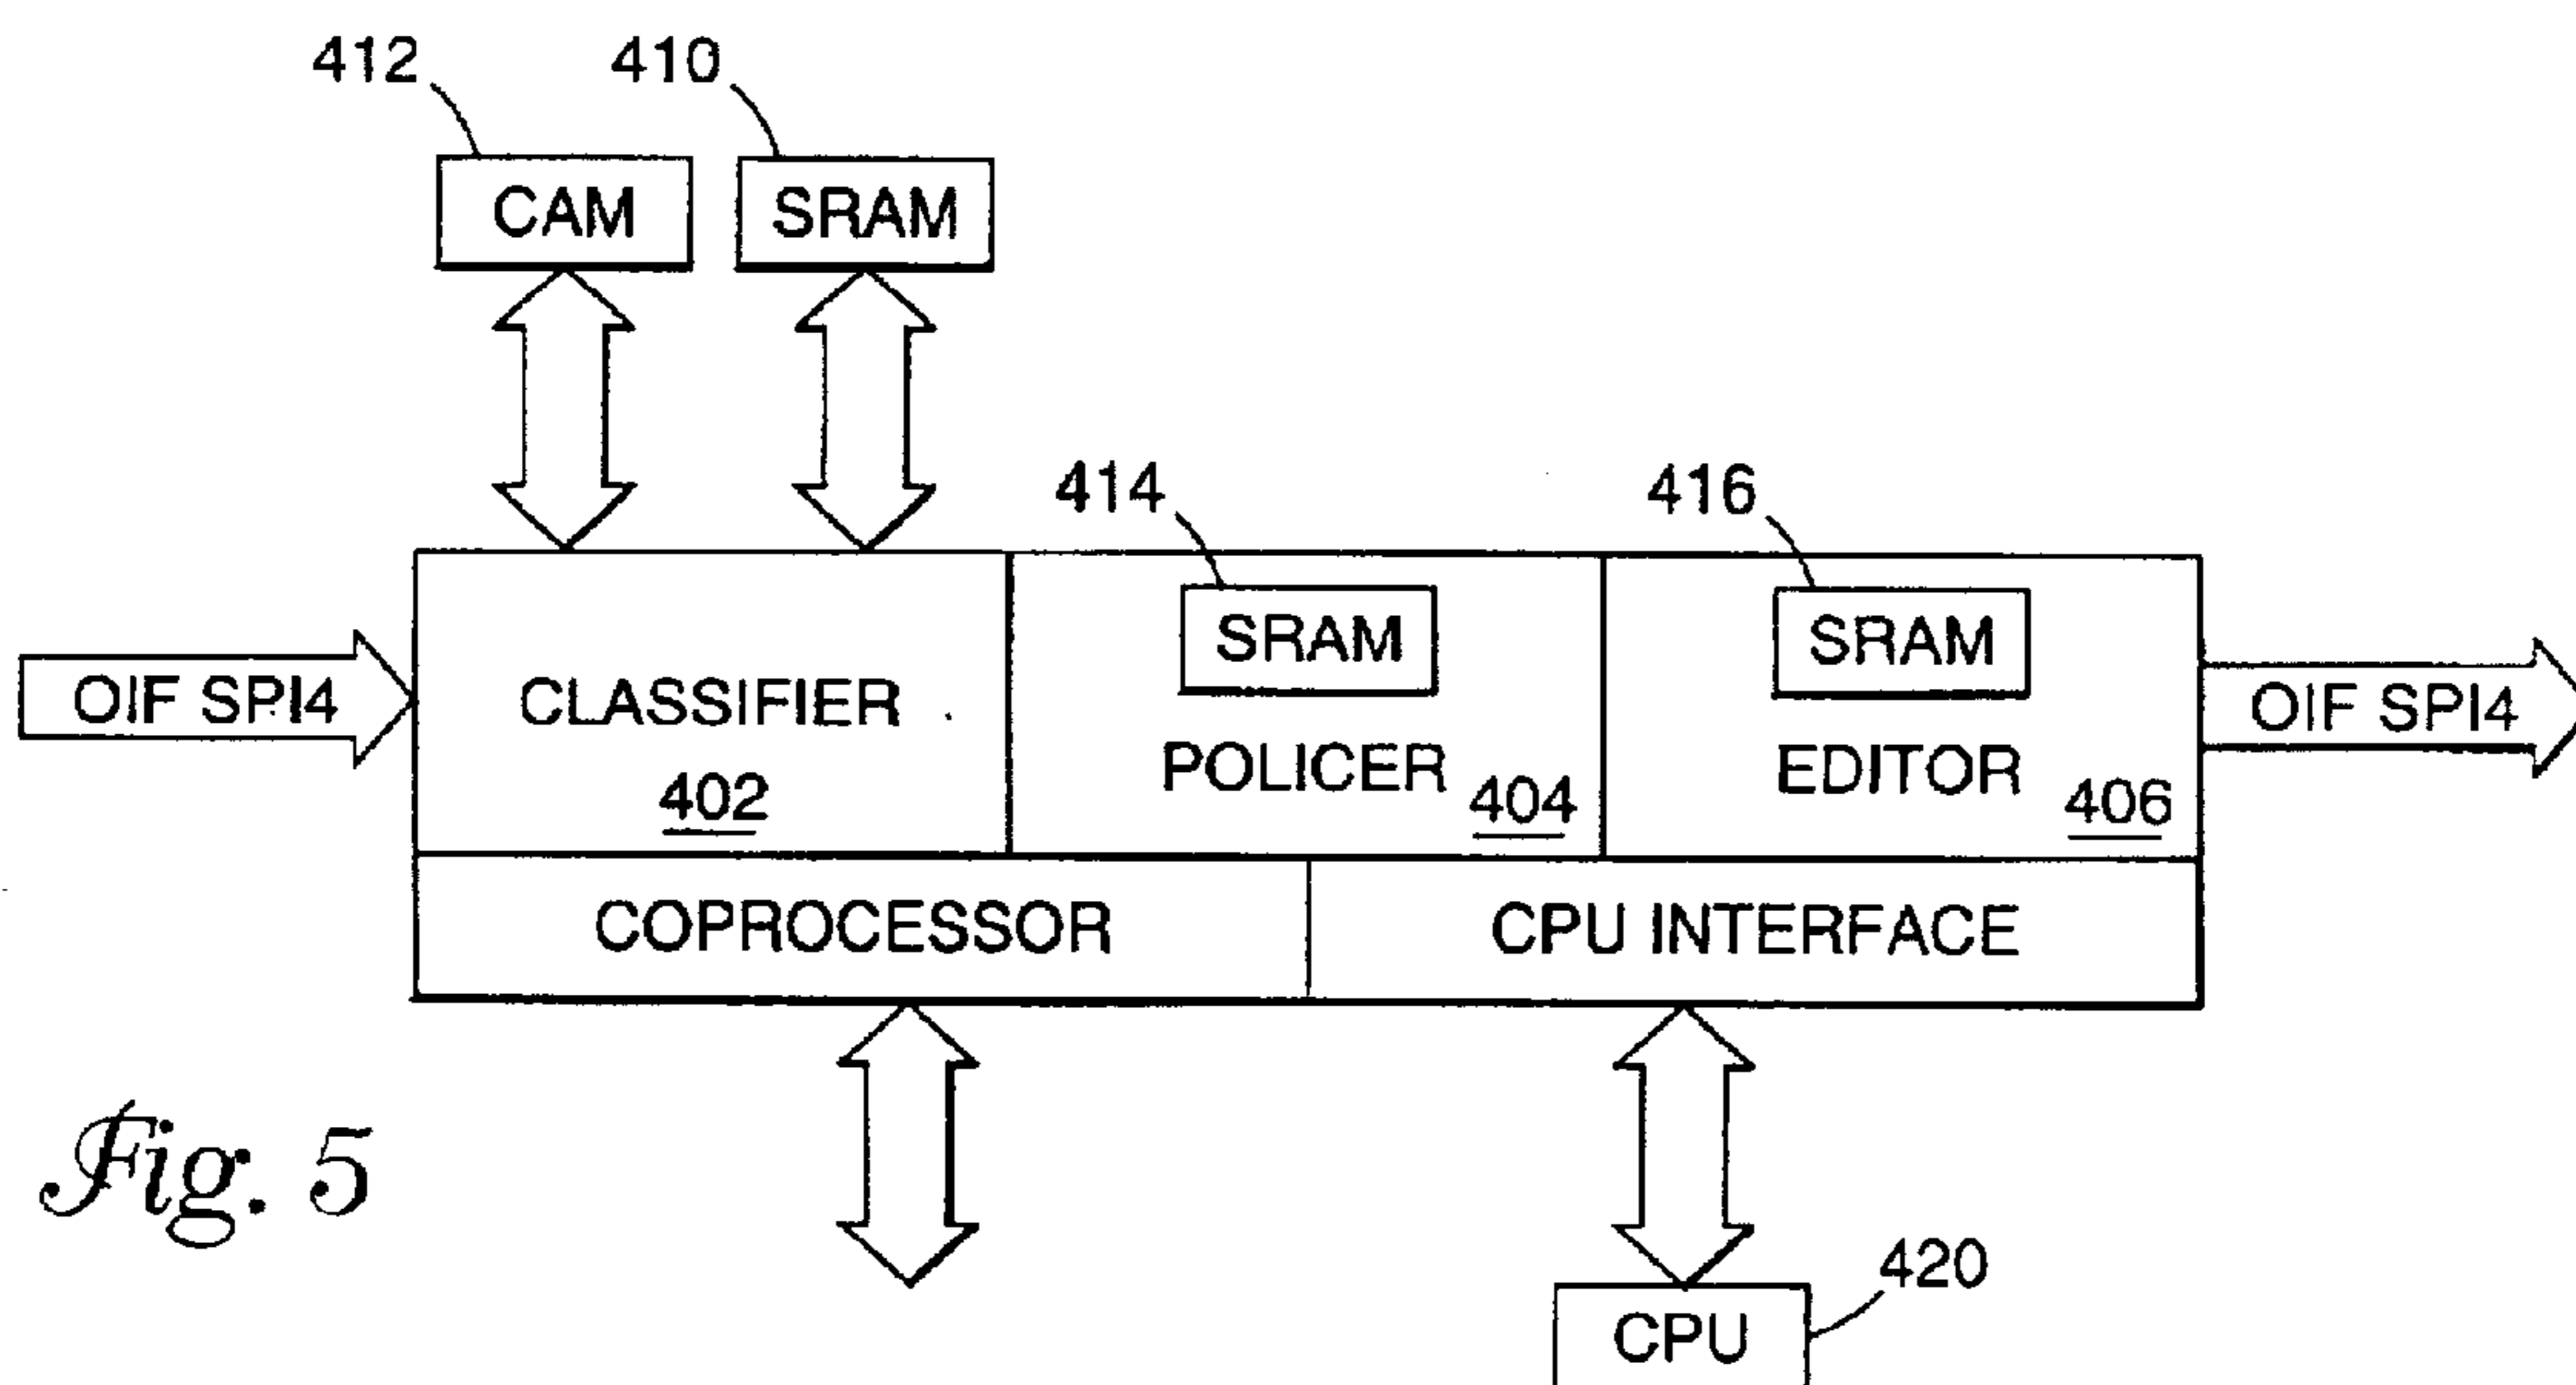 412
410
CAM
SRAM
414
416
SRAM
SRAM
OIF SPI4
CLASSIFIER
POLICER
EDITOR
OIF SPI4
402
404
406
COPROCESSOR
CPU INTERFACE
Fig. 5
420
CPU